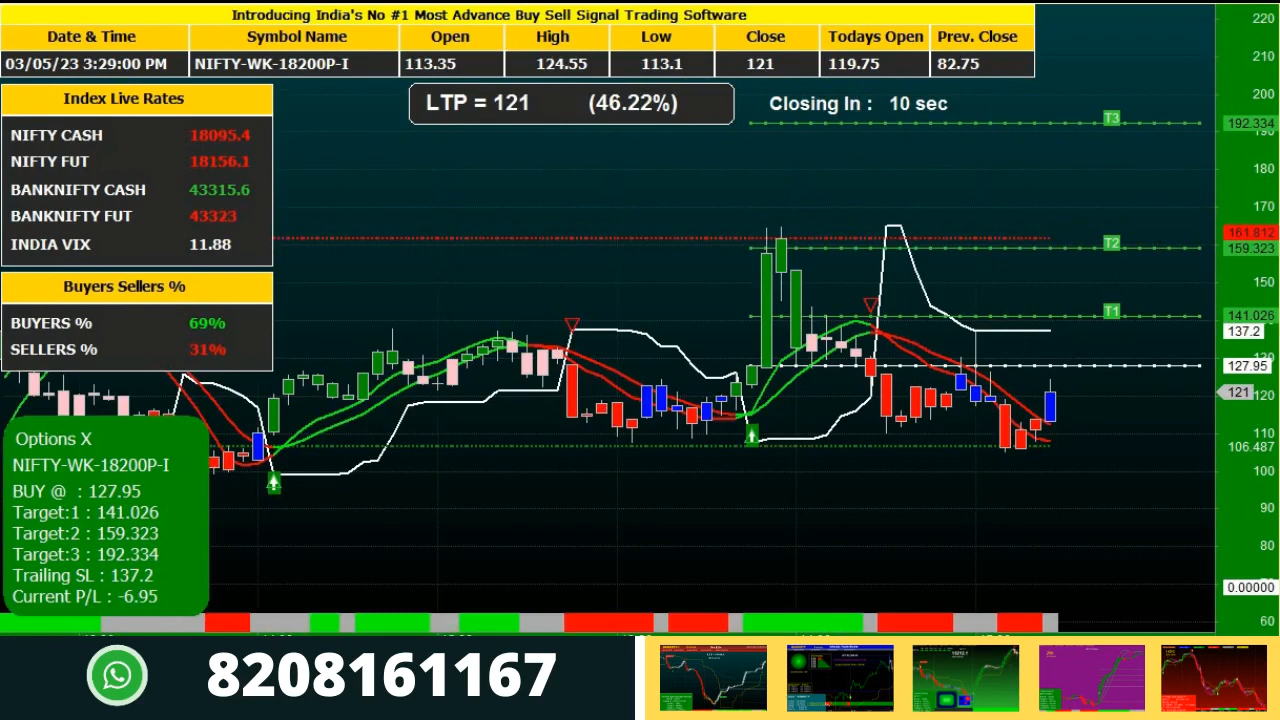 Introducing India's No #1 Most Advance Buy Sell Signal Trading Software
Date & Time Symbol Name Open High Low Close Todays Open Prev. Close
03/05/23 3:29:00 PM NIFTY-WK-18200P-I 113.35 124.55 113.1 121 119.75 82.75
Index Live Rates
NIFTY CASH 18095.4
NIFTY FUT 18156.1
BANKNIFTY CASH 43315.6
BANKNIFTY FUT 43323
INDIA VIX 11.88
Buyers Sellers %
BUYERS % 69%
SELLERS % 31%
LTP = 121 (46.22%)
Closing In : 10 sec
T3
T2
T1
220
210
200
192.334
190
180
170
161.812
159.323
150
141.026
137.2
130
127.95
121
120
110
106.487
100
90
80
0.00000
60
Options X
NIFTY-WK-18200P-I
BUY @ : 127.95
Target:1 : 141.026
Target:2 : 159.323
Target:3 : 192.334
Trailing SL : 137.2
Current P/L : -6.95
8208161167